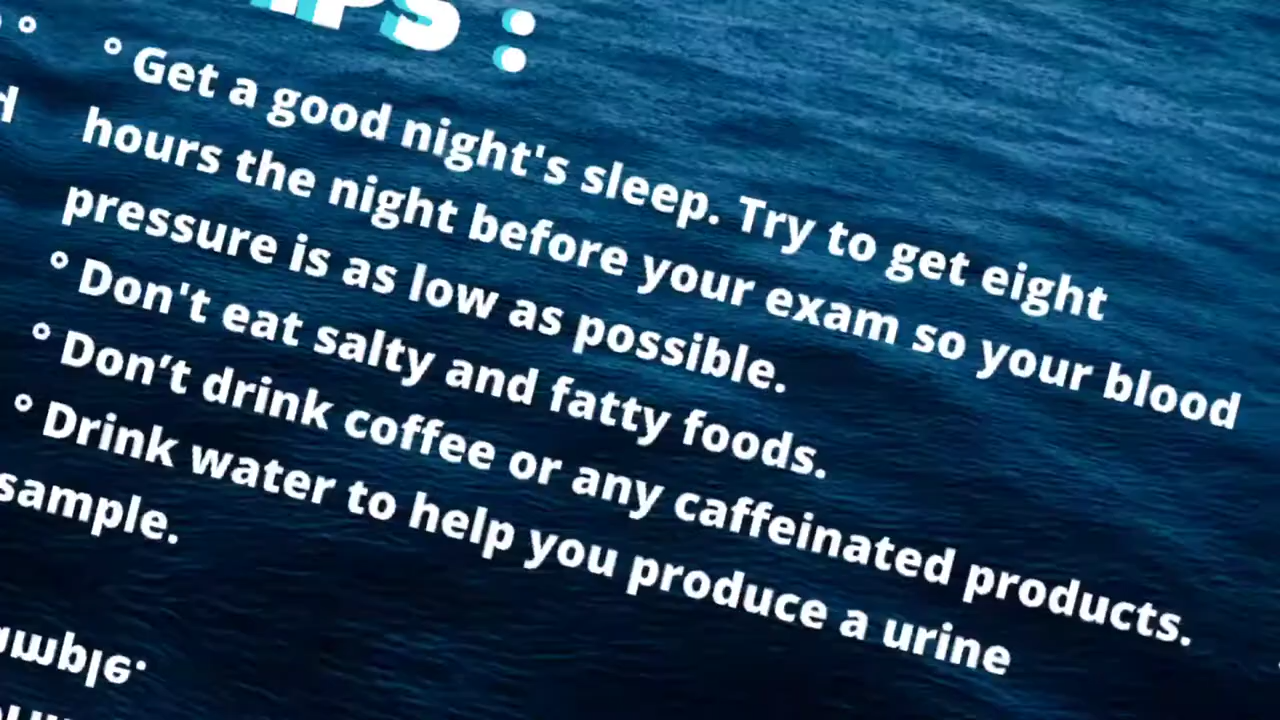 ° Get a good night's sleep. Try to get eight
hours the night before your exam so your blood
pressure is as low as possible.
° Don't eat salty and fatty foods.
° Don’t drink coffee or any caffeinated products.
° Drink water to help you produce a urine
sample.